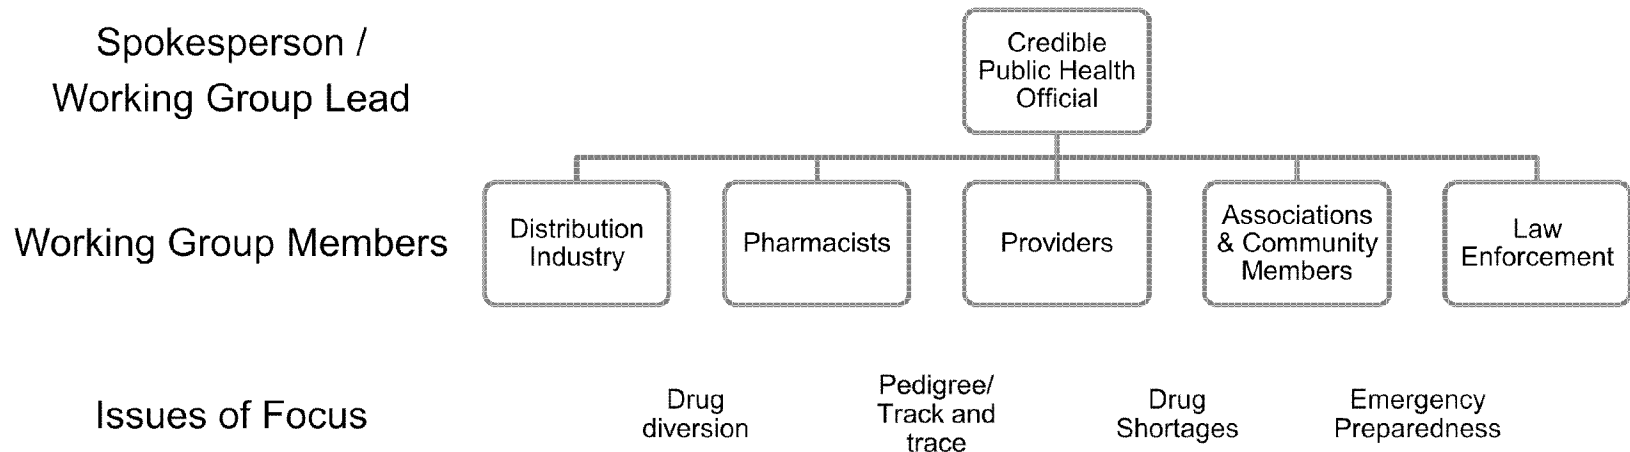 Spokesperson /
Working Group Lead
Credible
Public Health
Official
Working Group Members
Distribution
Industry
Pharmacists
Providers
Associations
& Community
Members
Law
Enforcement
Issues of Focus
Drug
diversion
Pedigree/
Track and
trace
Drug
Shortages
Emergency
Preparedness